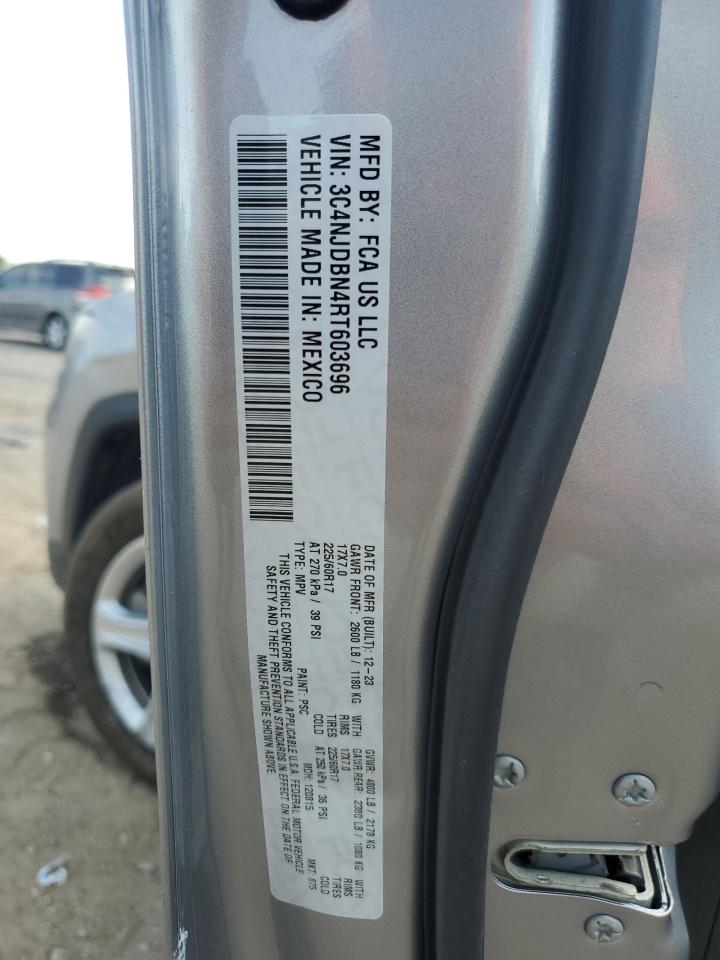 MFD BY: FCA US LLC
VIN: 3C4NJDBN4RT603696
VEHICLE MADE IN: MEXICO
DATE OF MFR (BUILT): 12-23 GVWR: 4800 LB / 2178 KG
GAWR FRONT: 2600 LB / 1180 KG WITH GAWR REAR: 2380 LB / 1080 KG WITH
17X7.0 RIMS 17X7.0 RIMS
225/60R17 TIRES 225/60R17 TIRES
AT 270 kPa / 39 PSI COLD AT 250 kPa / 36 PSI COLD
TYPE: MPV PAINT: PSC MDH: 120815 MKT: 875
THIS VEHICLE CONFORMS TO ALL APPLICABLE U.S.A. FEDERAL MOTOR VEHICLE
SAFETY AND THEFT PREVENTION STANDARDS IN EFFECT ON THE DATE OF
MANUFACTURE SHOWN ABOVE.